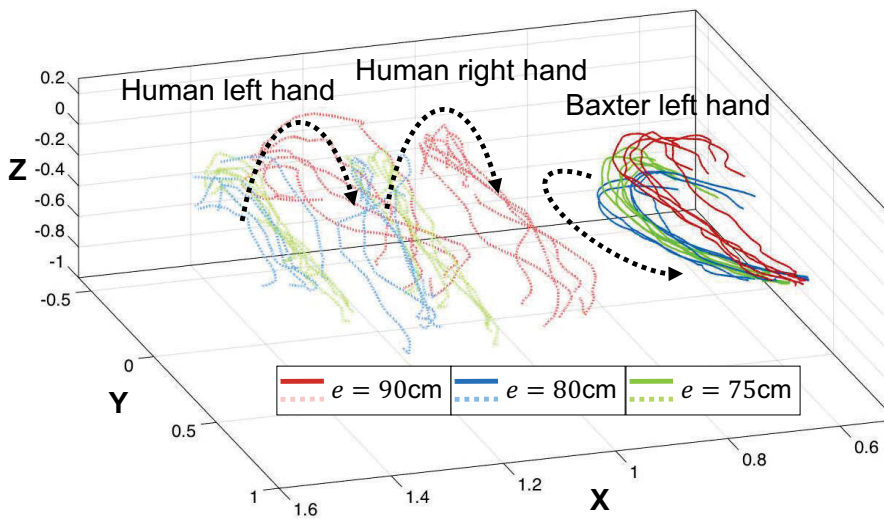 Human left hand
Human right hand
Baxter left hand
Z
0.2
0
-0.2
-0.4
-0.6
-0.8
-1
-0.5
0
0.5
1
Y
1.6
1.4
1.2
1
0.8
0.6
X
e = 90cm
e = 80cm
e = 75cm